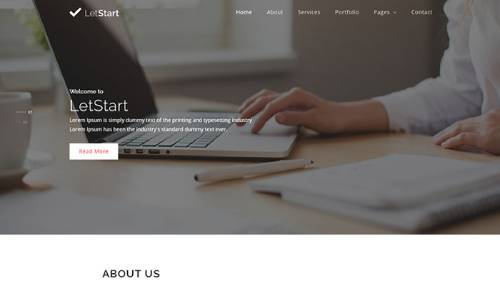 LetStart
Home About Services Portfolio Pages Contact
Welcome to
LetStart
Lorem Ipsum is simply dummy text of the printing and typesetting industry
Lorem Ipsum has been the industry's standard dummy text ever.
Read More
ABOUT US